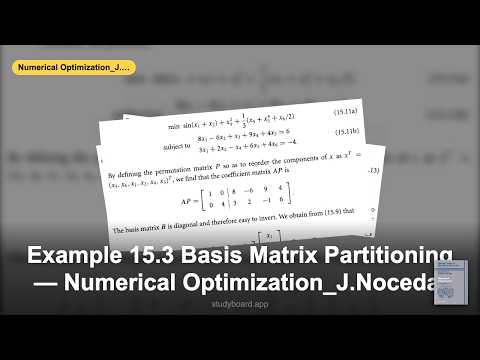 Numerical Optimization_J....
min sin(x₁ + x₂) + x₃² + 1/3 (x₄ + x₅⁴ + x₆/2) (15.11a)
subject to 8x₁ − 6x₂ + x₃ + 9x₄ + 4x₅ = 6
3x₁ + 2x₂ − x₄ + 6x₅ + 4x₆ = −4. (15.11b)
By defining the permutation matrix P so as to reorder the components of x as xᵀ =
(x₃, x₆, x₁, x₂, x₄, x₅)ᵀ, we find that the coefficient matrix AP is
13)
AP = [ 1 0 | 8 −6 9 4
0 4 | 3 2 −1 6 ]
The basis matrix B is diagonal and therefore easy to invert. We obtain from (15.9) that
x₁
Example 15.3 Basis Matrix Partitioning
— Numerical Optimization_J.Noceda
studyboard.app